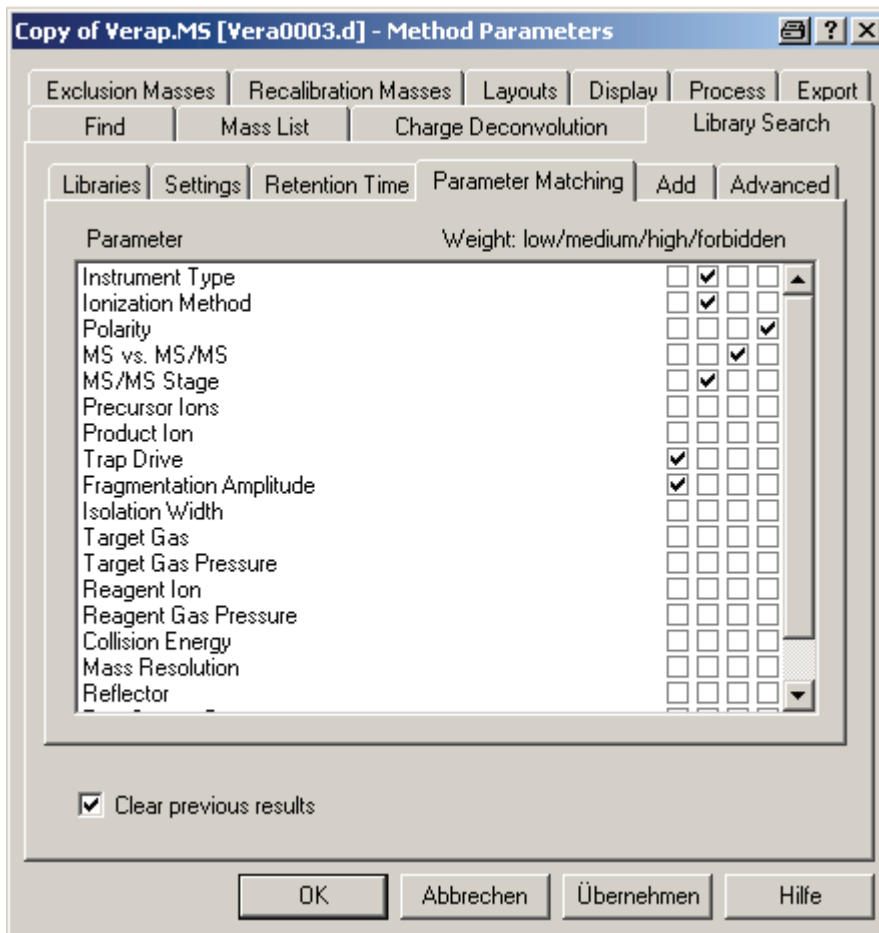 Copy of Verap.MS [Vera0003.d] - Method Parameters
Exclusion Masses Recalibration Masses Layouts Display Process Export
Find Mass List Charge Deconvolution Library Search
Libraries Settings Retention Time Parameter Matching Add Advanced
Parameter Weight: low/medium/high/forbidden
Instrument Type
Ionization Method
Polarity
MS vs. MS/MS
MS/MS Stage
Precursor Ions
Product Ion
Trap Drive
Fragmentation Amplitude
Isolation Width
Target Gas
Target Gas Pressure
Reagent Ion
Reagent Gas Pressure
Collision Energy
Mass Resolution
Reflector
Clear previous results
OK Abbrechen Übernehmen Hilfe